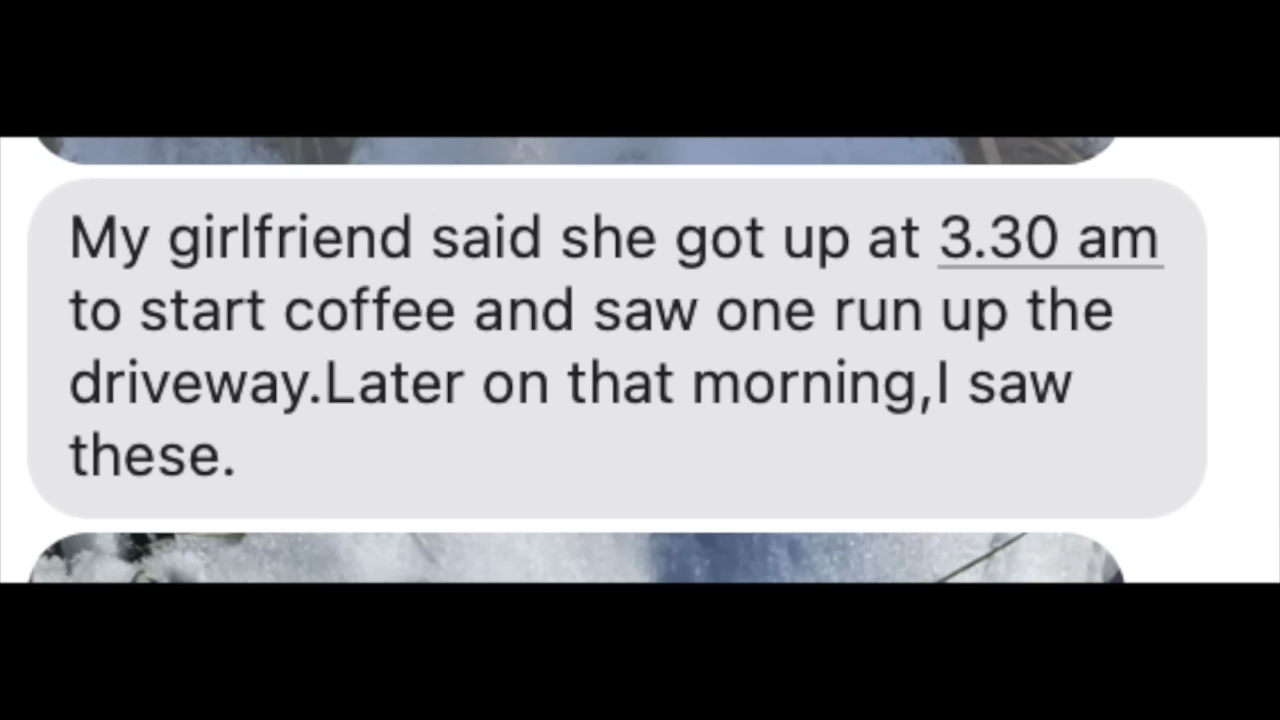 My girlfriend said she got up at 3.30 am
to start coffee and saw one run up the
driveway.Later on that morning,I saw
these.